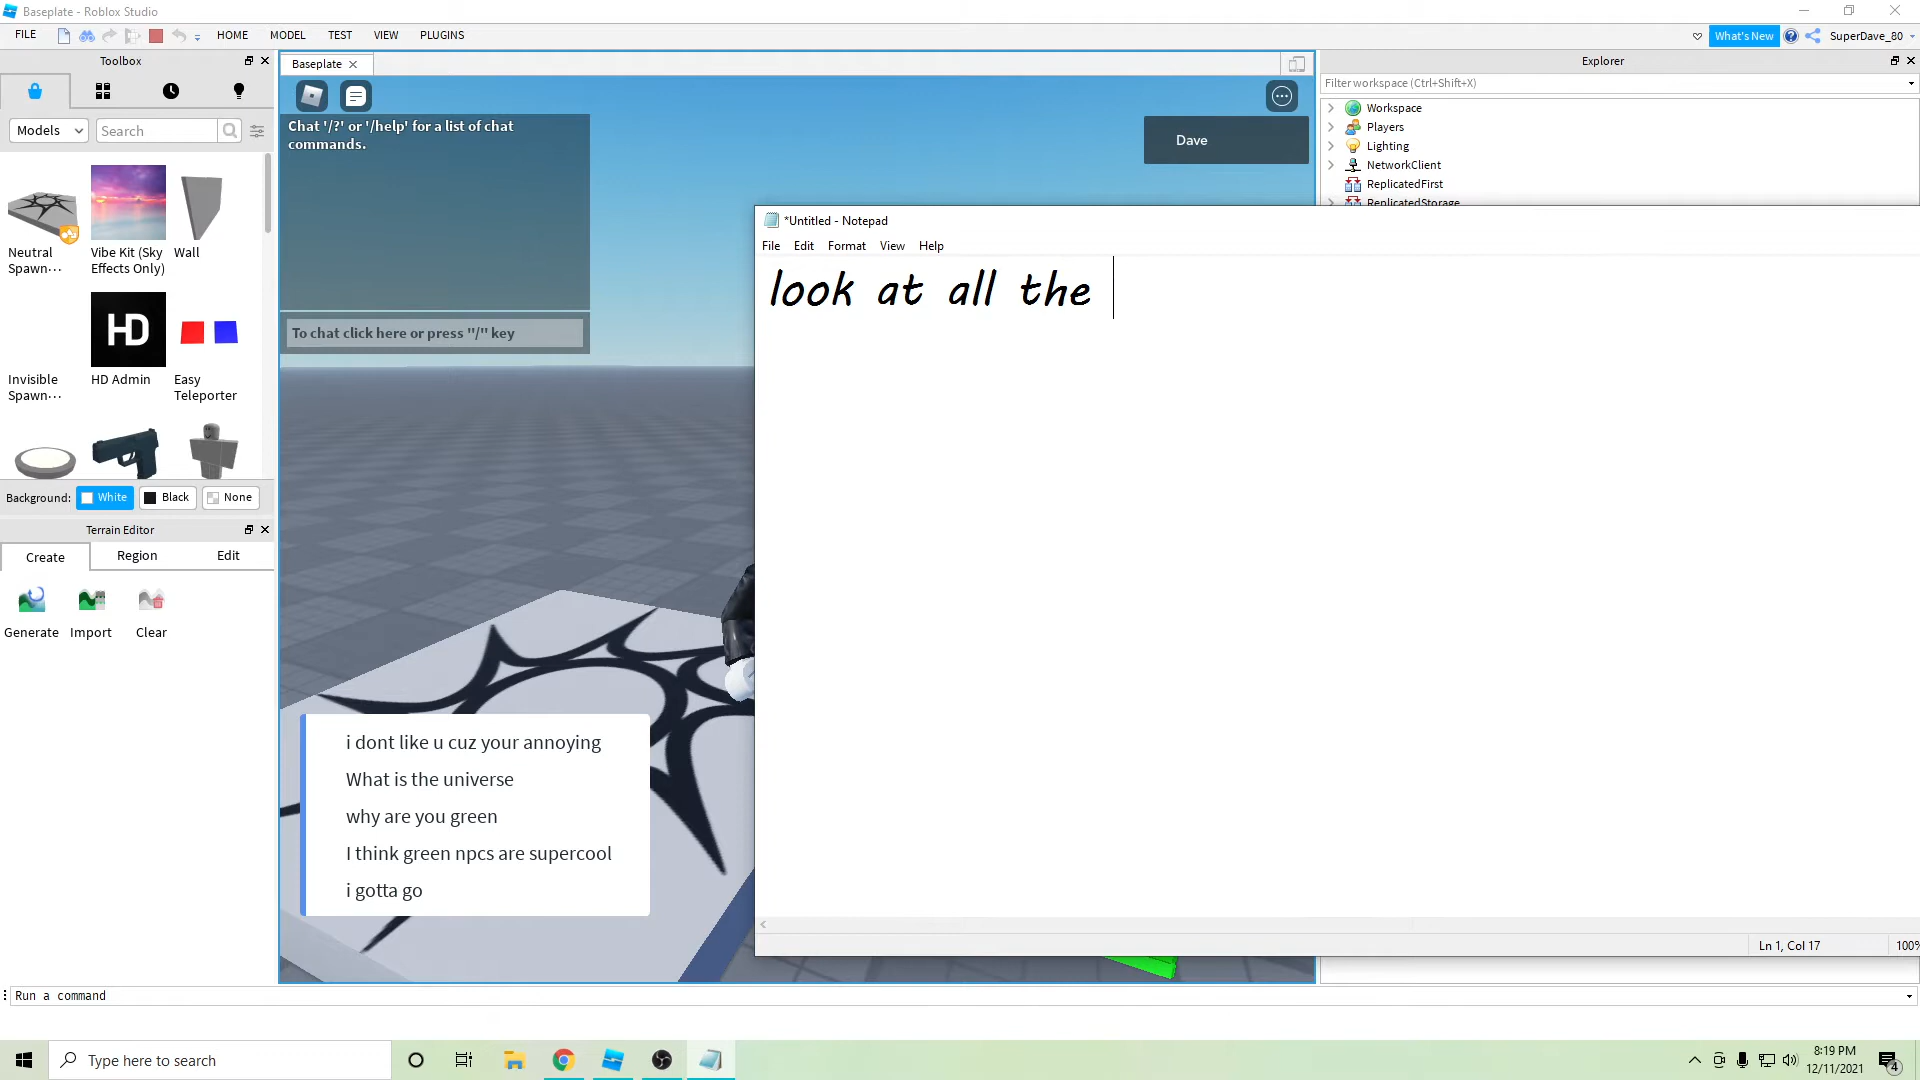 Baseplate - Roblox Studio
FILE
HOME
MODEL
TEST
VIEW
PLUGINS
What's New
SuperDave_80
Toolbox
Baseplate
Explorer
Models
Search
Filter workspace (Ctrl+Shift+X)
Workspace
Players
Lighting
NetworkClient
ReplicatedFirst
ReplicatedStorage
Neutral
Spawn...
Vibe Kit (Sky
Effects Only)
Wall
Invisible
Spawn...
HD
HD Admin
Easy
Teleporter
Background:
White
Black
None
Terrain Editor
Create
Region
Edit
Generate
Import
Clear
Chat '/?' or '/help' for a list of chat
commands.
To chat click here or press "/" key
Dave
*Untitled - Notepad
File
Edit
Format
View
Help
look at all the
Ln 1, Col 17
100%
i dont like u cuz your annoying
What is the universe
why are you green
I think green npcs are supercool
i gotta go
Run a command
Type here to search
8:19 PM
12/11/2021
4